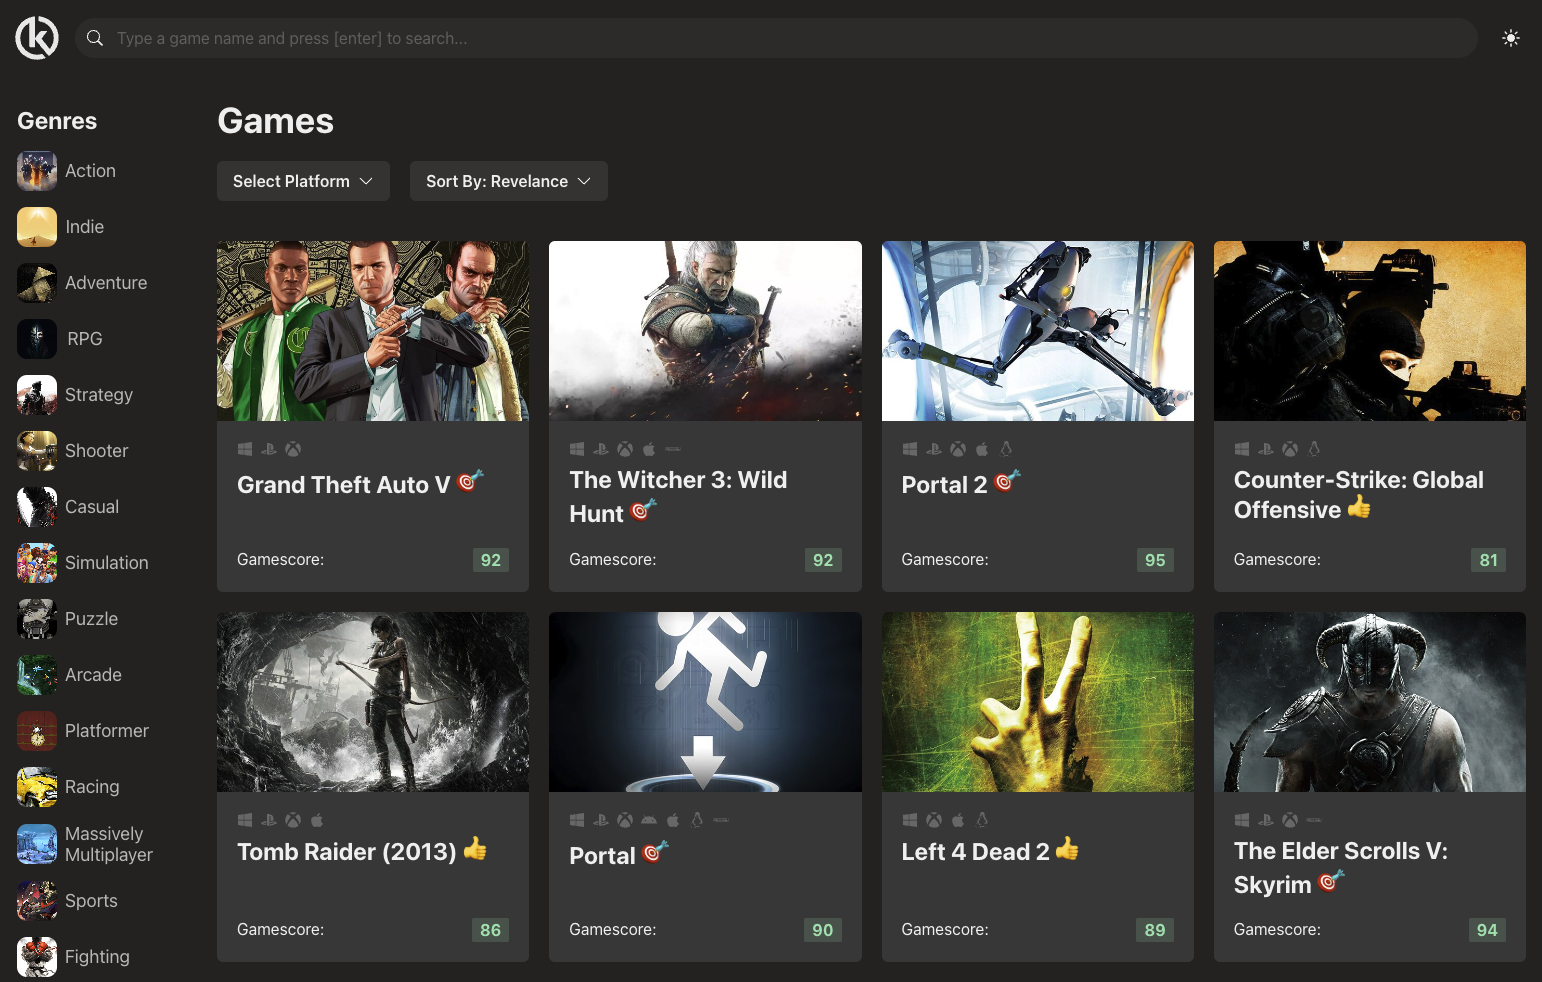 Type a game name and press [enter] to search...
Genres
Action
Indie
Adventure
RPG
Strategy
Shooter
Casual
Simulation
Puzzle
Arcade
Platformer
Racing
Massively
Multiplayer
Sports
Fighting
Games
Select Platform
Sort By: Revelance
Grand Theft Auto V
Gamescore:
92
The Witcher 3: Wild
Hunt
Gamescore:
92
Portal 2
Gamescore:
95
Counter-Strike: Global
Offensive
Gamescore:
81
Tomb Raider (2013)
Gamescore:
86
Portal
Gamescore:
90
Left 4 Dead 2
Gamescore:
89
The Elder Scrolls V:
Skyrim
Gamescore:
94